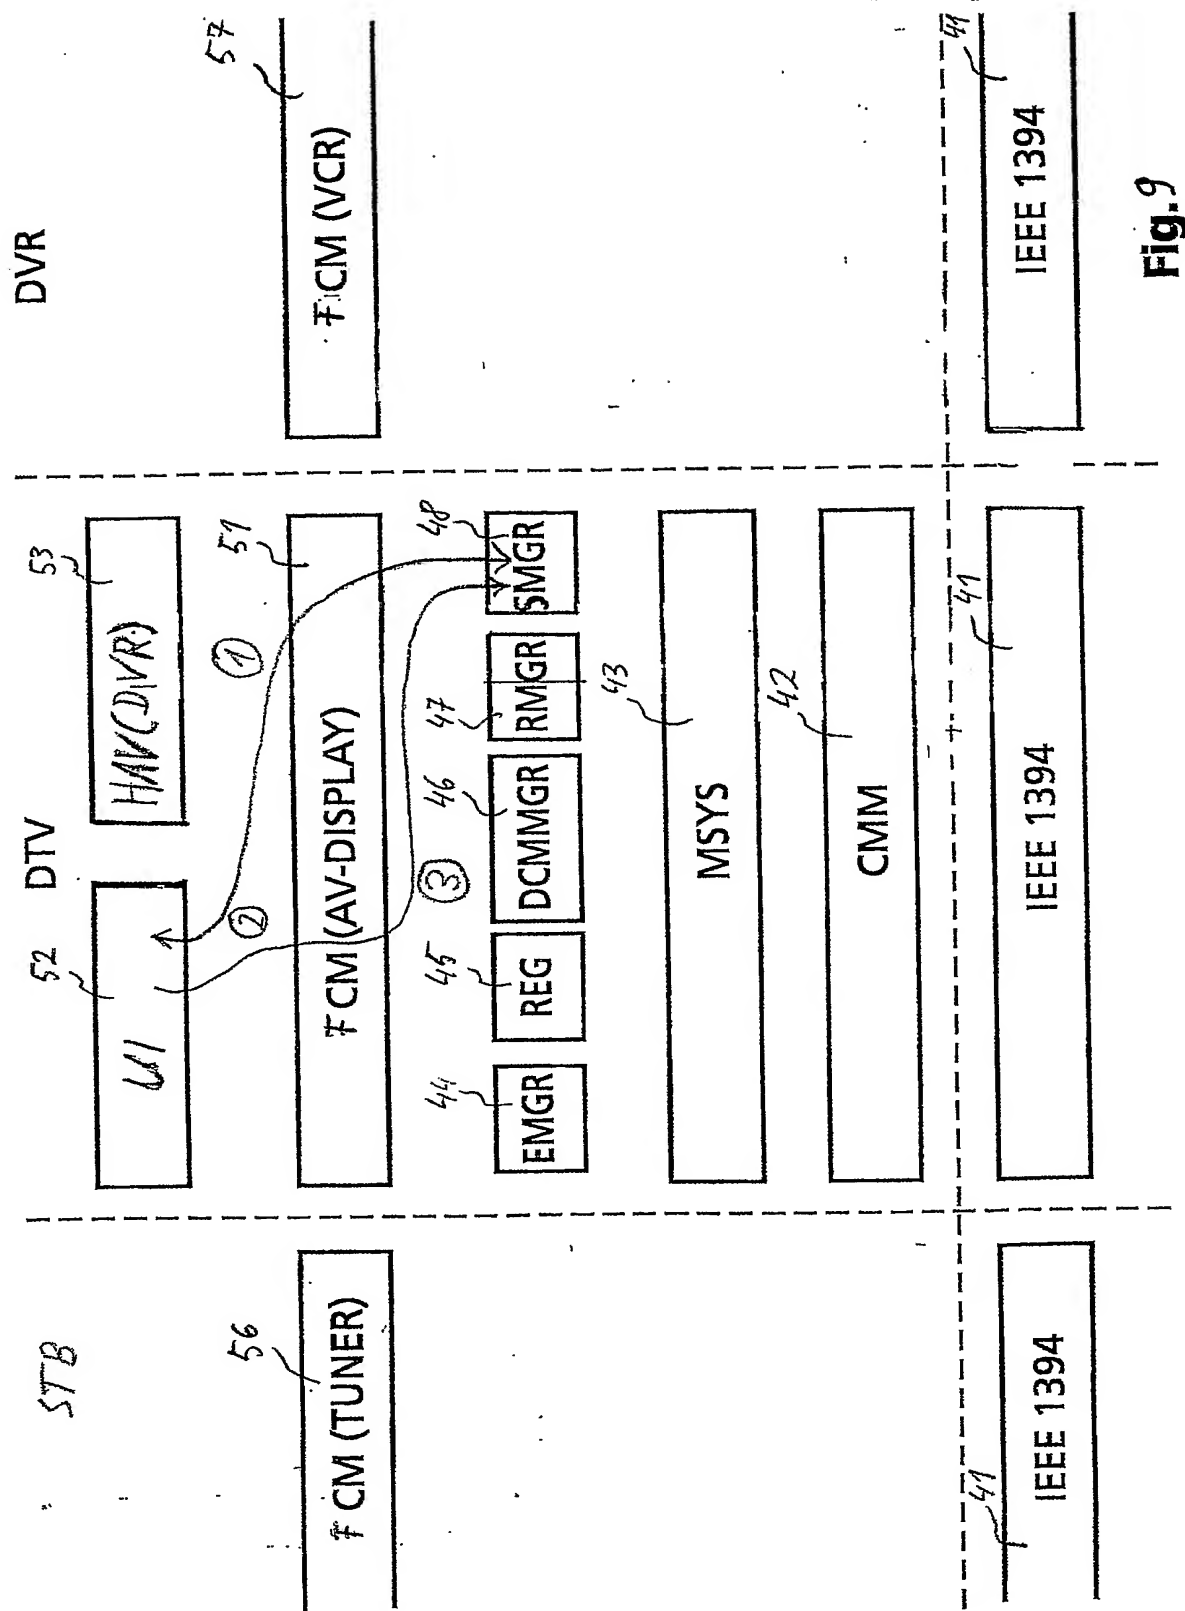 STB
DTV
DVR
52
53
UI
HAV(DVR)
1
2
3
56
51
57
FCM (TUNER)
FCM (AV-DISPLAY)
FCM (VCR)
44
45
46
47
48
EMGR
REG
DCMMGR
RMGR
SMGR
43
MSYS
42
CMM
41
41
41
IEEE 1394
IEEE 1394
IEEE 1394
Fig.9